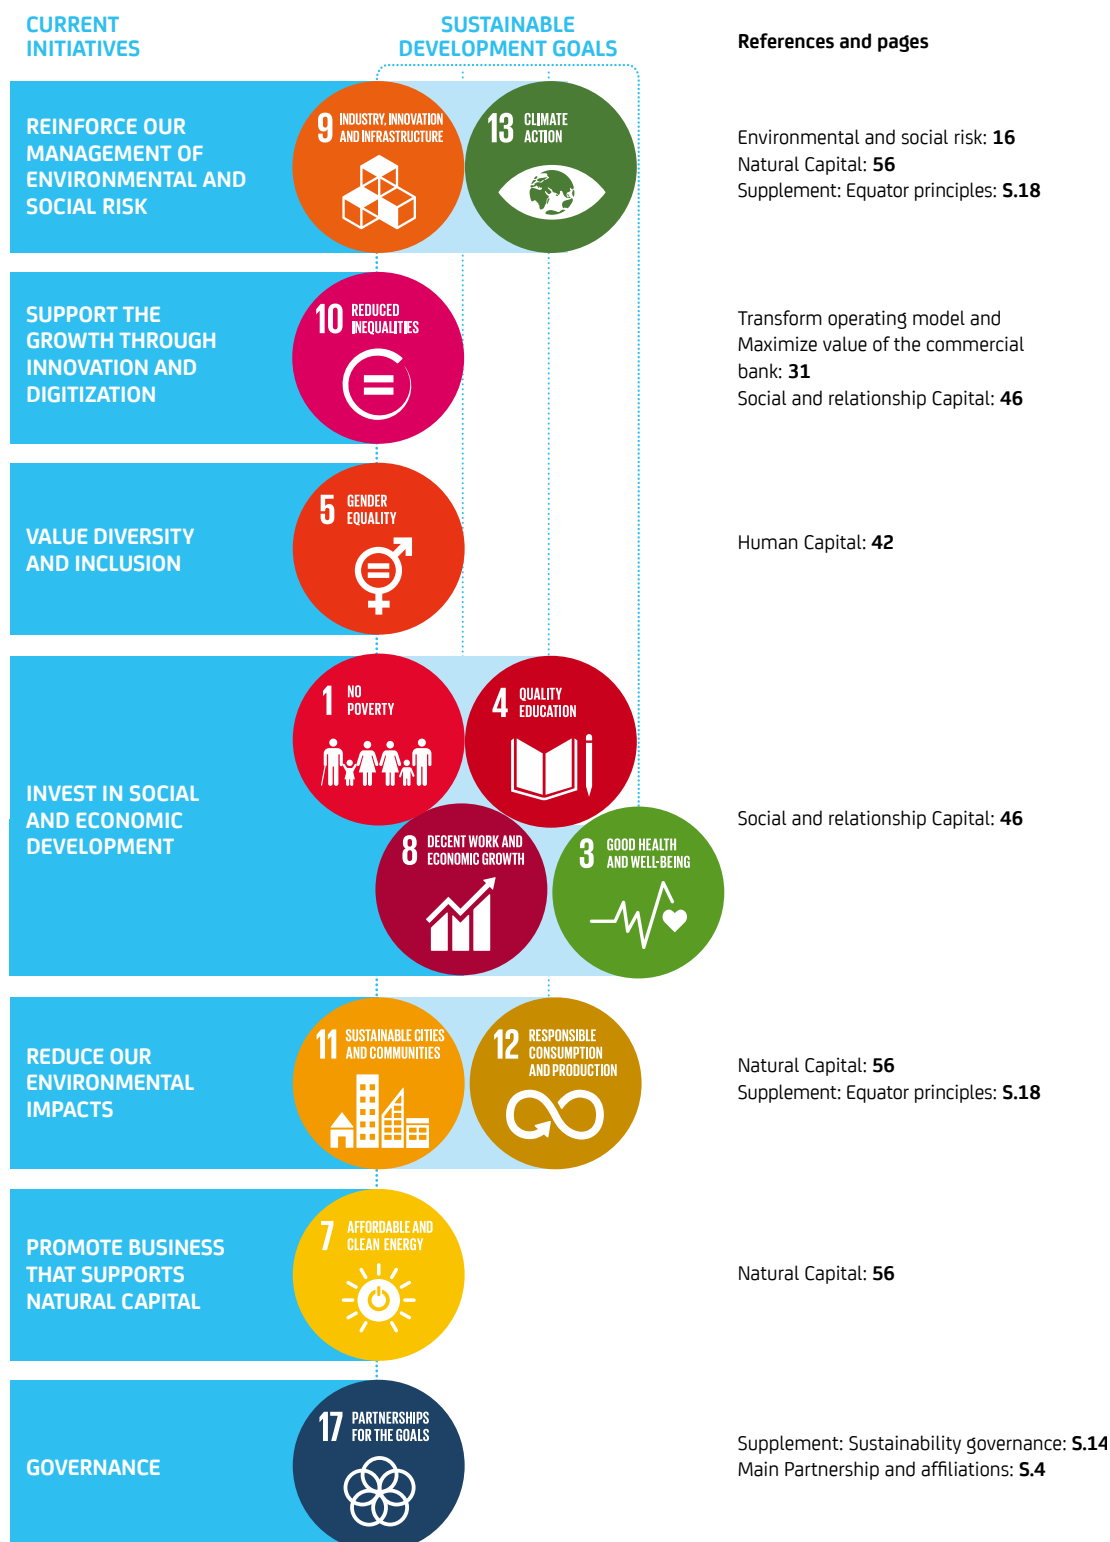 CURRENT
INITIATIVES
SUSTAINABLE
DEVELOPMENT GOALS
References and pages
REINFORCE OUR
MANAGEMENT OF
ENVIRONMENTAL AND
SOCIAL RISK
9 INDUSTRY, INNOVATION
AND INFRASTRUCTURE
13 CLIMATE
ACTION
Environmental and social risk: 16
Natural Capital: 56
Supplement: Equator principles: S.18
SUPPORT THE
GROWTH THROUGH
INNOVATION AND
DIGITIZATION
10 REDUCED
INEQUALITIES
Transform operating model and
Maximize value of the commercial
bank: 31
Social and relationship Capital: 46
VALUE DIVERSITY
AND INCLUSION
5 GENDER
EQUALITY
Human Capital: 42
INVEST IN SOCIAL
AND ECONOMIC
DEVELOPMENT
1 NO
POVERTY
4 QUALITY
EDUCATION
8 DECENT WORK AND
ECONOMIC GROWTH
3 GOOD HEALTH
AND WELL-BEING
Social and relationship Capital: 46
REDUCE OUR
ENVIRONMENTAL
IMPACTS
11 SUSTAINABLE CITIES
AND COMMUNITIES
12 RESPONSIBLE
CONSUMPTION
AND PRODUCTION
Natural Capital: 56
Supplement: Equator principles: S.18
PROMOTE BUSINESS
THAT SUPPORTS
NATURAL CAPITAL
7 AFFORDABLE AND
CLEAN ENERGY
Natural Capital: 56
GOVERNANCE
17 PARTNERSHIPS
FOR THE GOALS
Supplement: Sustainability governance: S.14
Main Partnership and affiliations: S.4